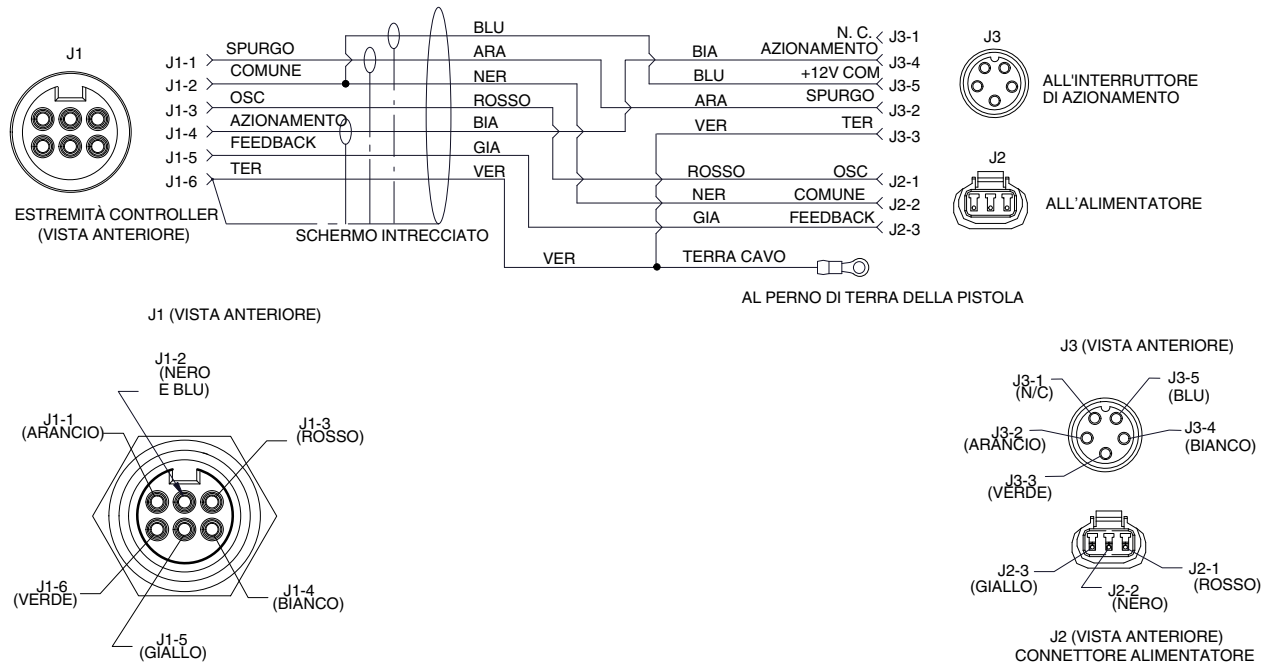 J1
J1-1
J1-2
J1-3
J1-4
J1-5
J1-6
SPURGO
COMUNE
OSC
AZIONAMENTO
FEEDBACK
TER
ESTREMITÀ CONTROLLER
(VISTA ANTERIORE)
SCHERMO INTRECCIATO
BLU
ARA
NER
ROSSO
BIA
GIA
VER
BIA
BLU
ARA
VER
ROSSO
NER
GIA
N. C.
AZIONAMENTO
+12V COM
SPURGO
TER
OSC
COMUNE
FEEDBACK
J3-1
J3-4
J3-5
J3-2
J3-3
J2-1
J2-2
J2-3
J3
ALL'INTERRUTTORE
DI AZIONAMENTO
J2
ALL'ALIMENTATORE
VER
TERRA CAVO
AL PERNO DI TERRA DELLA PISTOLA
J1 (VISTA ANTERIORE)
J1-2
(NERO
E BLU)
J1-1
(ARANCIO)
J1-3
(ROSSO)
J1-6
(VERDE)
J1-4
(BIANCO)
J1-5
(GIALLO)
J3 (VISTA ANTERIORE)
J3-1
(N/C)
J3-5
(BLU)
J3-2
(ARANCIO)
J3-4
(BIANCO)
J3-3
(VERDE)
J2-3
(GIALLO)
J2-1
(ROSSO)
J2-2
(NERO)
J2 (VISTA ANTERIORE)
CONNETTORE ALIMENTATORE